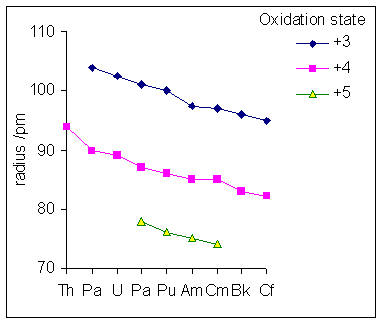 Oxidation state
+3
+4
+5
radius /pm
110
100
90
80
70
Th Pa U Pa Pu Am Cm Bk Cf